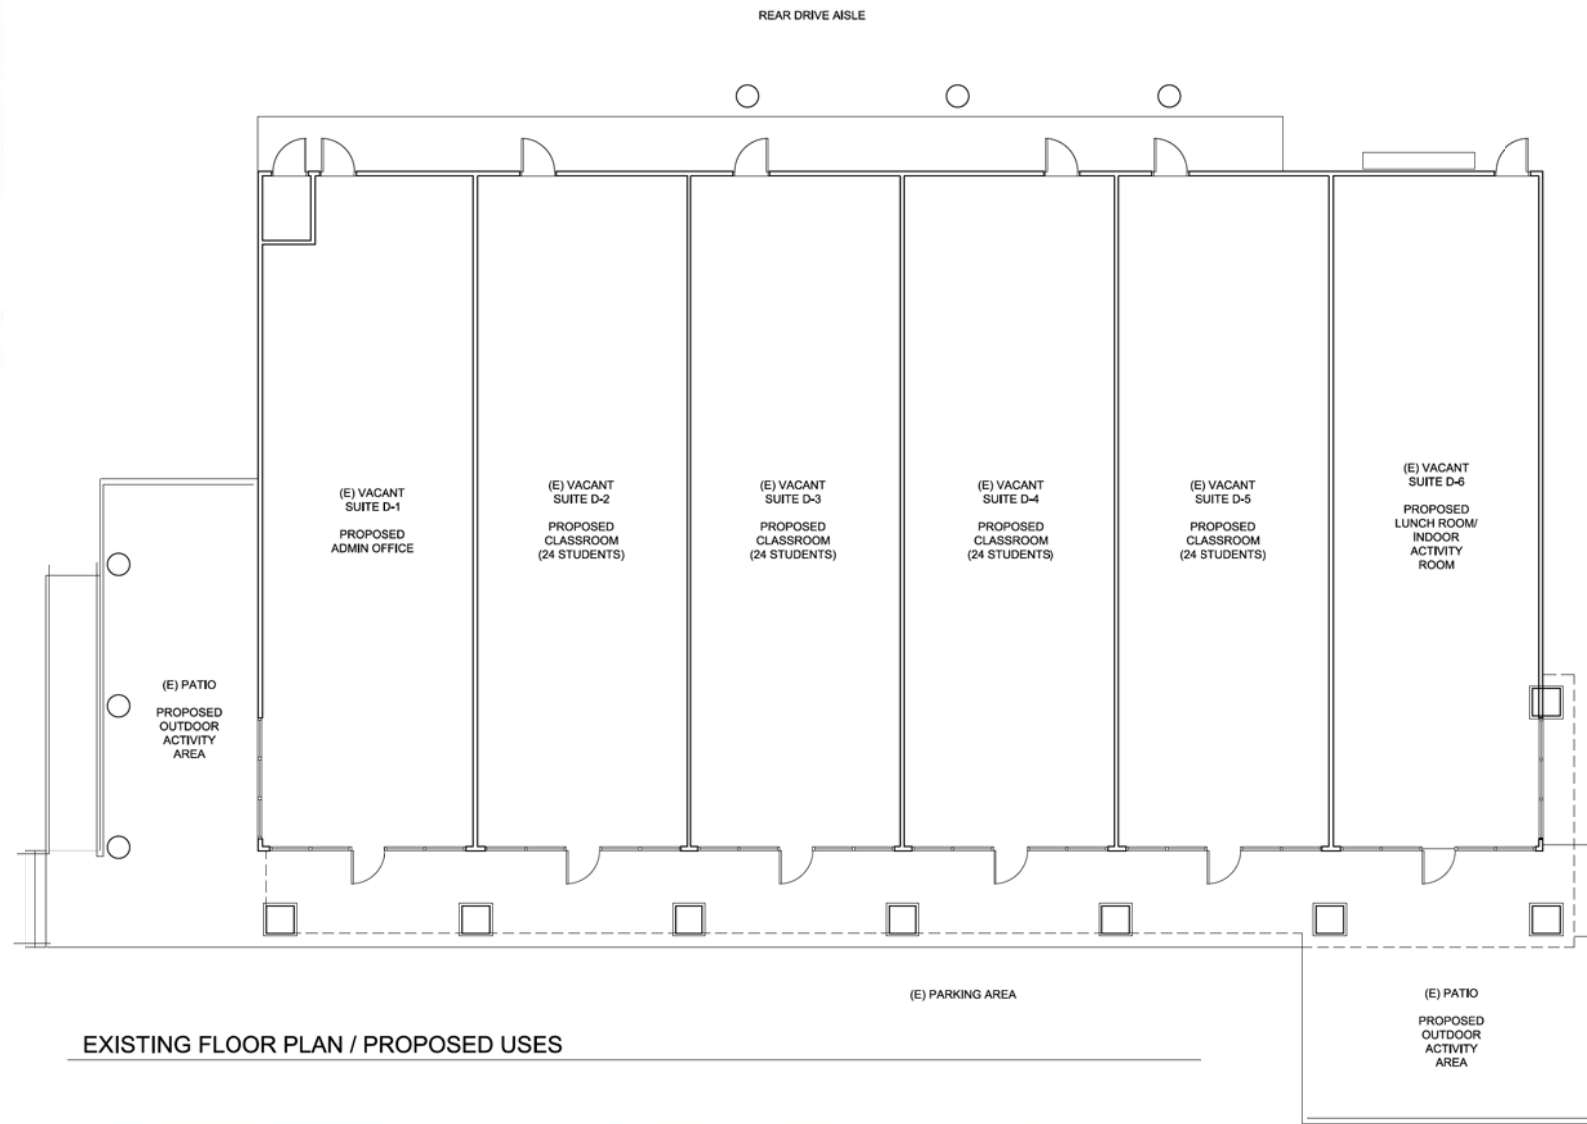 REAR DRIVE AISLE
(E) VACANT
SUITE D-1
PROPOSED
ADMIN OFFICE
(E) VACANT
SUITE D-2
PROPOSED
CLASSROOM
(24 STUDENTS)
(E) VACANT
SUITE D-3
PROPOSED
CLASSROOM
(24 STUDENTS)
(E) VACANT
SUITE D-4
PROPOSED
CLASSROOM
(24 STUDENTS)
(E) VACANT
SUITE D-5
PROPOSED
CLASSROOM
(24 STUDENTS)
(E) VACANT
SUITE D-6
PROPOSED
LUNCH ROOM/
INDOOR
ACTIVITY
ROOM
(E) PATIO
PROPOSED
OUTDOOR
ACTIVITY
AREA
(E) PARKING AREA
(E) PATIO
PROPOSED
OUTDOOR
ACTIVITY
AREA
EXISTING FLOOR PLAN / PROPOSED USES